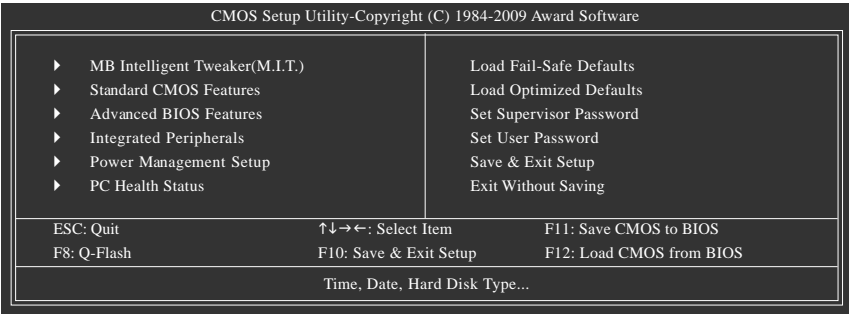 CMOS Setup Utility-Copyright (C) 1984-2009 Award Software
MB Intelligent Tweaker(M.I.T.)
Standard CMOS Features
Advanced BIOS Features
Integrated Peripherals
Power Management Setup
PC Health Status
Load Fail-Safe Defaults
Load Optimized Defaults
Set Supervisor Password
Set User Password
Save & Exit Setup
Exit Without Saving
ESC: Quit
↑↓→←: Select Item
F11: Save CMOS to BIOS
F8: Q-Flash
F10: Save & Exit Setup
F12: Load CMOS from BIOS
Time, Date, Hard Disk Type...